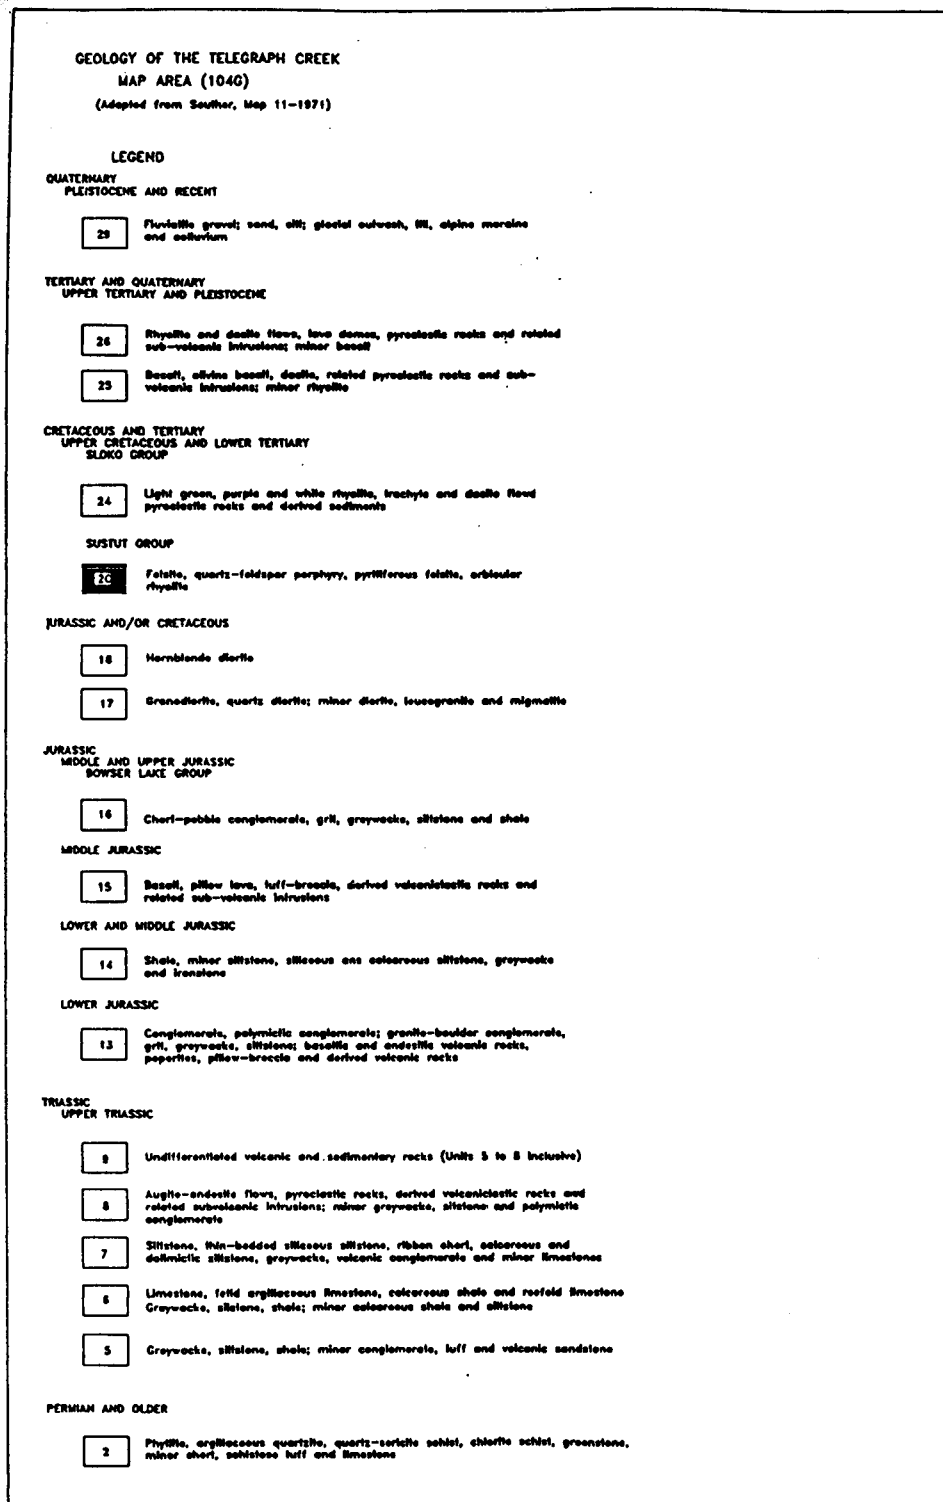 GEOLOGY OF THE TELEGRAPH CREEK
MAP AREA (104G)
(Adapted from Souther, Map 11-1971)
LEGEND
QUATERNARY
PLEISTOCENE AND RECENT
29
Fluviatile gravel; sand, silt; glacial outwash, till, alpine moraine
and colluvium
TERTIARY AND QUATERNARY
UPPER TERTIARY AND PLEISTOCENE
26
Rhyolite and dacite flows, lava domes, pyroclastic rocks and related
sub-volcanic intrusions; minor basalt
25
Basalt, olivine basalt, dacite, related pyroclastic rocks and sub-
volcanic intrusions; minor rhyolite
CRETACEOUS AND TERTIARY
UPPER CRETACEOUS AND LOWER TERTIARY
SLOKO GROUP
24
Light green, purple and white rhyolite, trachyte and dacite flowd
pyroclastic rocks and derived sediments
SUSTUT GROUP
20
Felsite, quartz-feldspar porphyry, pyritiferous felsite, orbicular
rhyolite
JURASSIC AND/OR CRETACEOUS
18
Hornblende diorite
17
Granodiorite, quartz diorite; minor diorite, leucogranite and migmatite
JURASSIC
MIDDLE AND UPPER JURASSIC
BOWSER LAKE GROUP
16
Chert-pebble conglomerate, grit, greywacke, siltstone and shale
MIDDLE JURASSIC
15
Basalt, pillow lava, tuff-breccia, derived volcaniclastic rocks and
related sub-volcanic intrusions
LOWER AND MIDDLE JURASSIC
14
Shale, minor siltstone, siliceous ans calcareous siltstone, greywacke
and ironstone
LOWER JURASSIC
13
Conglomerate, polymictic conglomerate; granite-boulder conglomerate,
grit, greywacke, siltstone; basaltic and andesitic volcanic rocks,
peperites, pillow-breccia and derived volcanic rocks
TRIASSIC
UPPER TRIASSIC
9
Undifferentiated volcanic and sedimentary rocks (Units 5 to 8 inclusive)
8
Augite-andesite flows, pyroclastic rocks, derived volcaniclastic rocks and
related subvolcanic intrusions; minor greywacke, siltstone and polymictic
conglomerate
7
Siltstone, thin-bedded siliceous siltstone, ribbon chert, calcareous and
dolimictic siltstone, greywacke, volcanic conglomerate and minor limestones
6
Limestone, fetid argillaceous limestone, calcareous shale and reefoid limestone
Greywacke, silstone, shale; minor calcareous shale and siltstone
5
Greywacke, siltstone, shale; minor conglomerate, tuff and volcanic sandstone
PERMIAN AND OLDER
2
Phyllite, argillaceous quartzite, quartz-sericite schist, chlorite schist, greenstone,
minor chert, schistose tuff and limestone